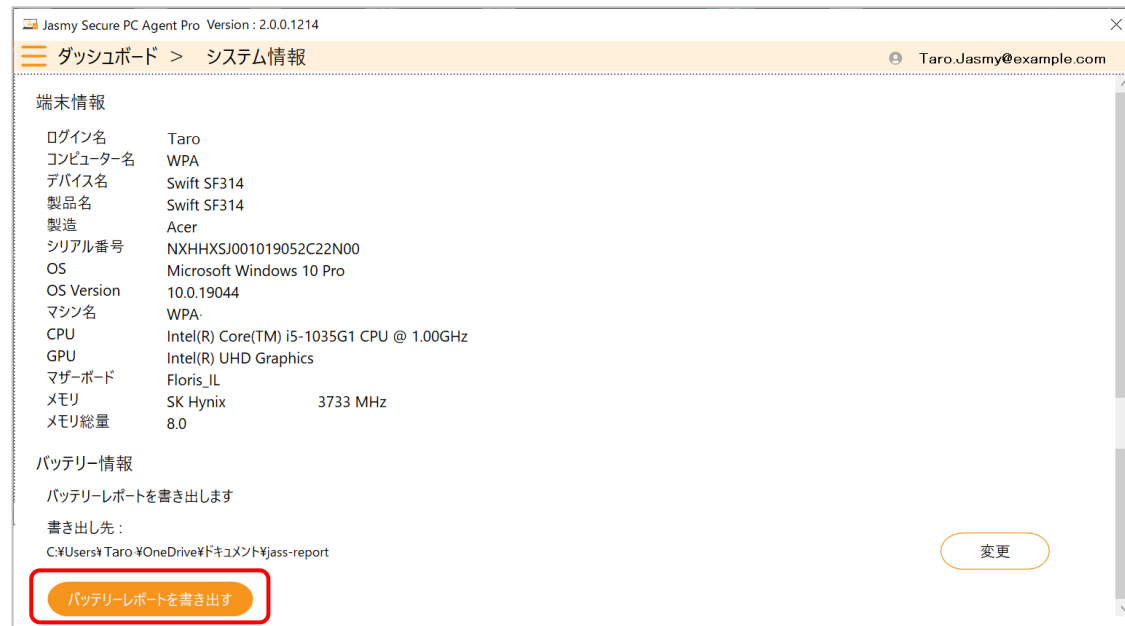 Jasmy Secure PC Agent Pro Version : 2.0.0.1214
ダッシュボード > システム情報 Taro.Jasmy@example.com
端末情報
ログイン名 Taro
コンピューター名 WPA
デバイス名 Swift SF314
製品名 Swift SF314
製造 Acer
シリアル番号 NXHHXSJ001019052C22N00
OS Microsoft Windows 10 Pro
OS Version 10.0.19044
マシン名 WPA
CPU Intel(R) Core(TM) i5-1035G1 CPU @ 1.00GHz
GPU Intel(R) UHD Graphics
マザーボード Floris_IL
メモリ SK Hynix 3733 MHz
メモリ総量 8.0
バッテリー情報
バッテリーレポートを書き出します
書き出し先 :
C:¥Users¥Taro¥OneDrive¥ドキュメント¥jass-report 変更
バッテリーレポートを書き出す